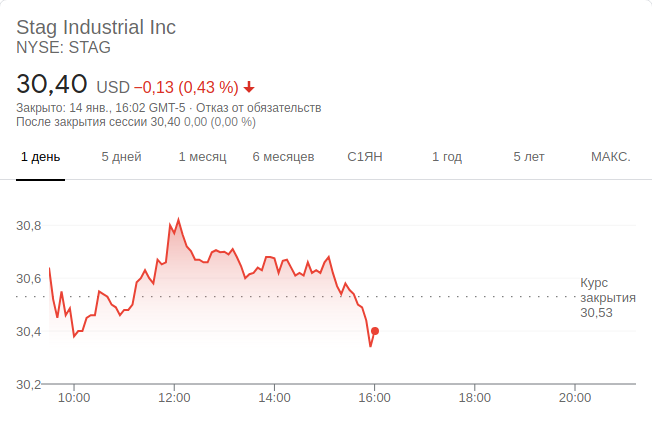 Stag Industrial Inc
NYSE: STAG
30,40 USD −0,13 (0,43 %)
Закрыто: 14 янв., 16:02 GMT-5 · Отказ от обязательств
После закрытия сессии 30,40 0,00 (0,00 %)
1 день 5 дней 1 месяц 6 месяцев С1ЯН 1 год 5 лет МАКС.
30,8
30,6
Курс
закрытия
30,53
30,4
30,2
10:00 12:00 14:00 16:00 18:00 20:00